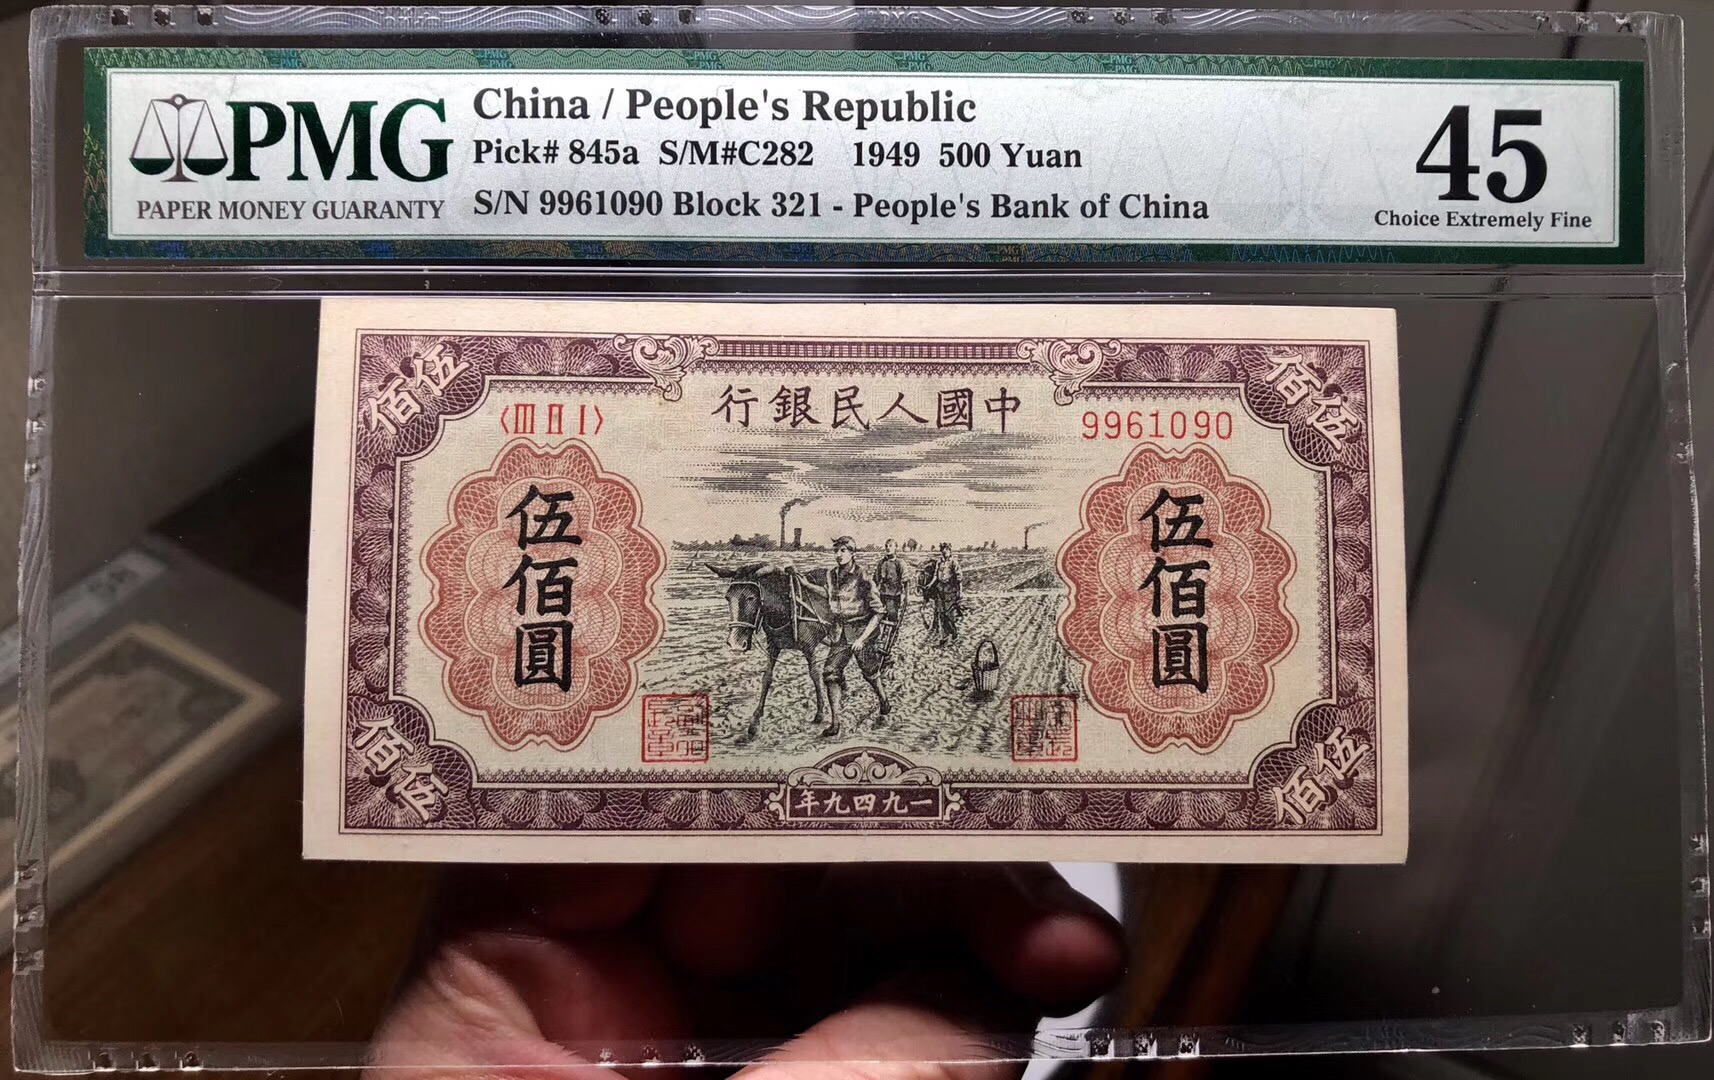 PMG
PAPER MONEY GUARANTY
China / People's Republic
Pick# 845a S/M#C282 1949 500 Yuan
S/N 9961090 Block 321 - People's Bank of China
45
Choice Extremely Fine
佰伍
佰伍
行銀民人國中
〈III II I〉
9961090
伍佰圓
伍佰圓
佰伍
佰伍
年九四九一